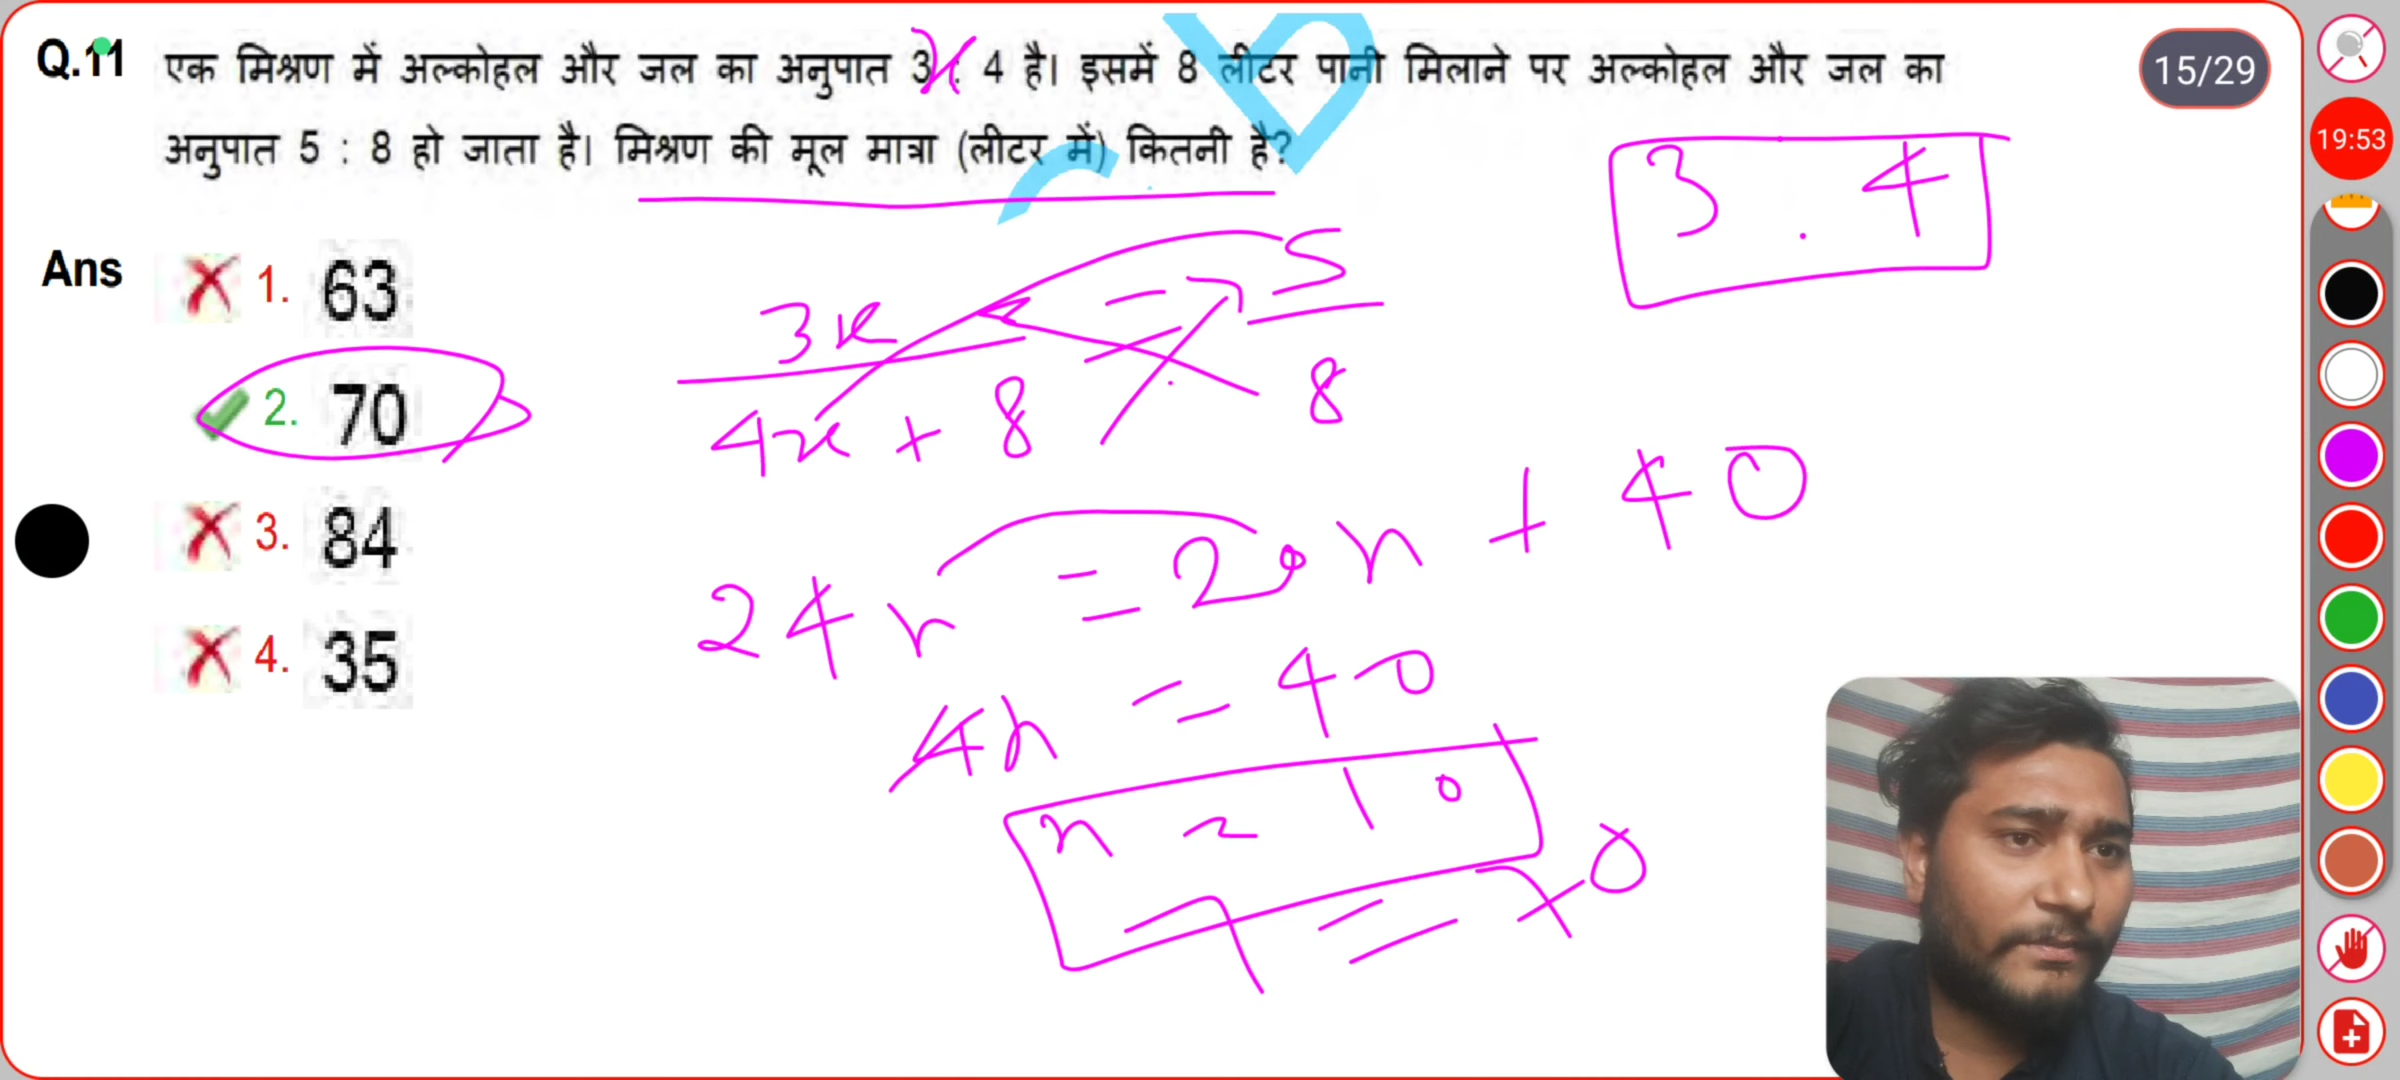 Q.11 एक मिश्रण में अल्कोहल और जल का अनुपात 3x : 4 है। इसमें 8 लीटर पानी मिलाने पर अल्कोहल और जल का
अनुपात 5 : 8 हो जाता है। मिश्रण की मूल मात्रा (लीटर में) कितनी है?
15/29
19:53
3 : 4
Ans
1. 63
2. 70
3. 84
4. 35
3x = 5
4x + 8 8
24x = 20x + 40
4x = 40
x = 10
7 = 70